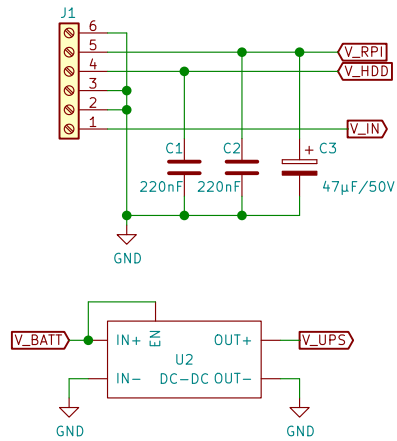 J1
6
5
4
3
2
1
V_RPI
V_HDD
V_IN
C1
220nF
C2
220nF
+
C3
47µF/50V
GND
V_BATT
IN+
EN
OUT+
V_UPS
U2
IN-
DC-DC
OUT-
GND
GND